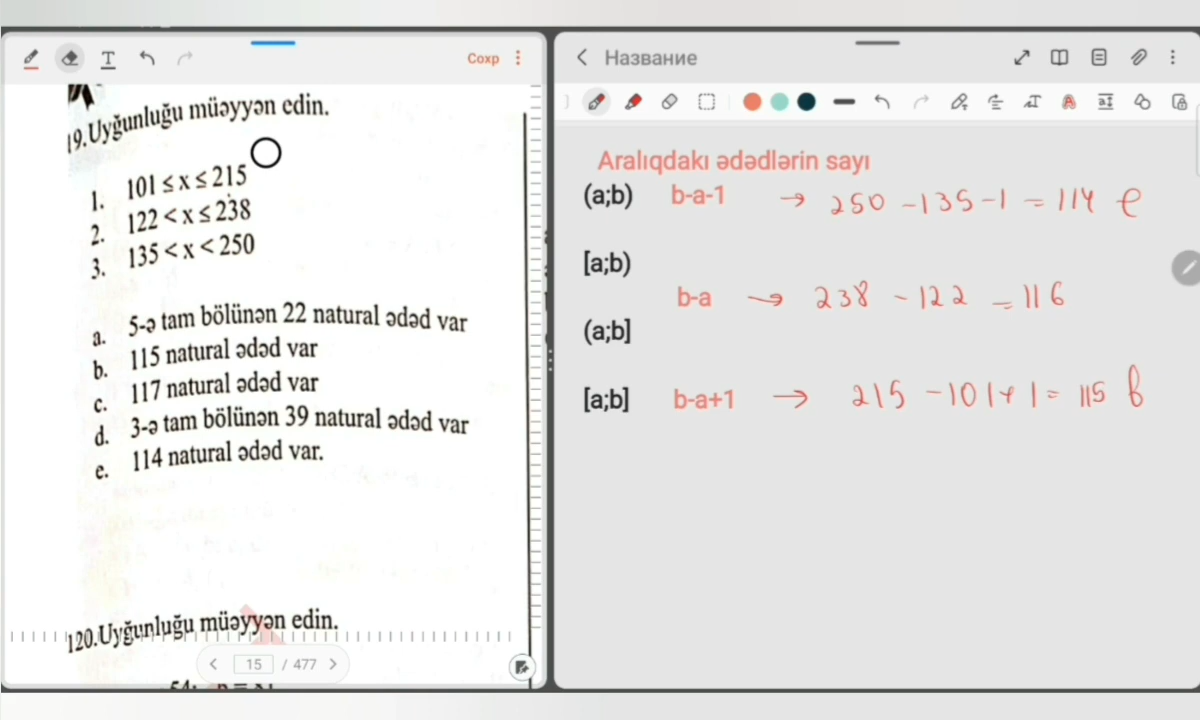 Сохр
19.Uyğunluğu müəyyən edin.
1. 101 ≤ x ≤ 215
2. 122 < x ≤ 238
3. 135 < x < 250
a. 5-ə tam bölünən 22 natural ədəd var
b. 115 natural ədəd var
c. 117 natural ədəd var
d. 3-ə tam bölünən 39 natural ədəd var
e. 114 natural ədəd var.
120.Uyğunluğu müəyyən edin.
15 / 477
Название
Aralıqdakı ədədlərin sayı
(a;b) b-a-1 → 250 - 135 - 1 = 114 e
[a;b)
b-a → 238 - 122 = 116
(a;b]
[a;b] b-a+1 → 215 - 101 + 1 = 115 b